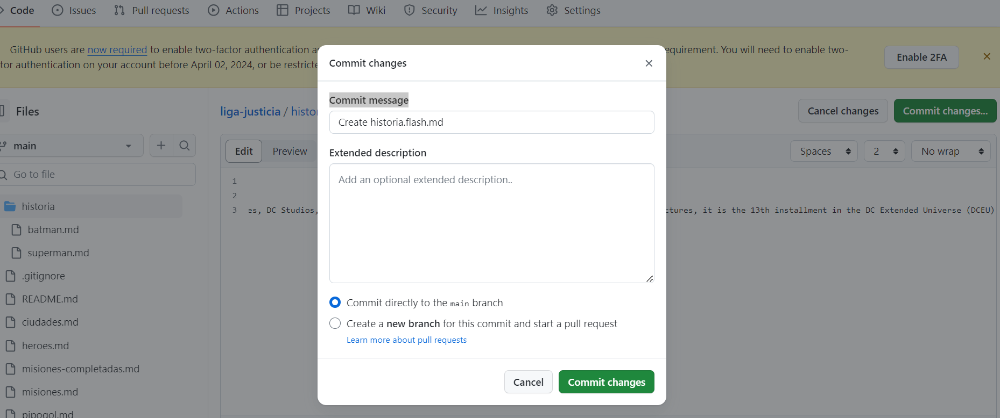 Code Issues Pull requests Actions Projects Wiki Security Insights Settings
GitHub users are now required to enable two-factor authentication as equirement. You will need to enable two-
tor authentication on your account before April 02, 2024, or be restricte
Enable 2FA
Files
main
Go to file
historia
batman.md
superman.md
.gitignore
README.md
ciudades.md
heroes.md
misiones-completadas.md
misiones.md
pipogol.md
liga-justicia / histor
Cancel changes Commit changes...
Edit Preview
Spaces 2 No wrap
1
2
3 es, DC Studios, ctures, it is the 13th installment in the DC Extended Universe (DCEU)
Commit changes
Commit message
Create historia.flash.md
Extended description
Add an optional extended description..
Commit directly to the main branch
Create a new branch for this commit and start a pull request
Learn more about pull requests
Cancel Commit changes